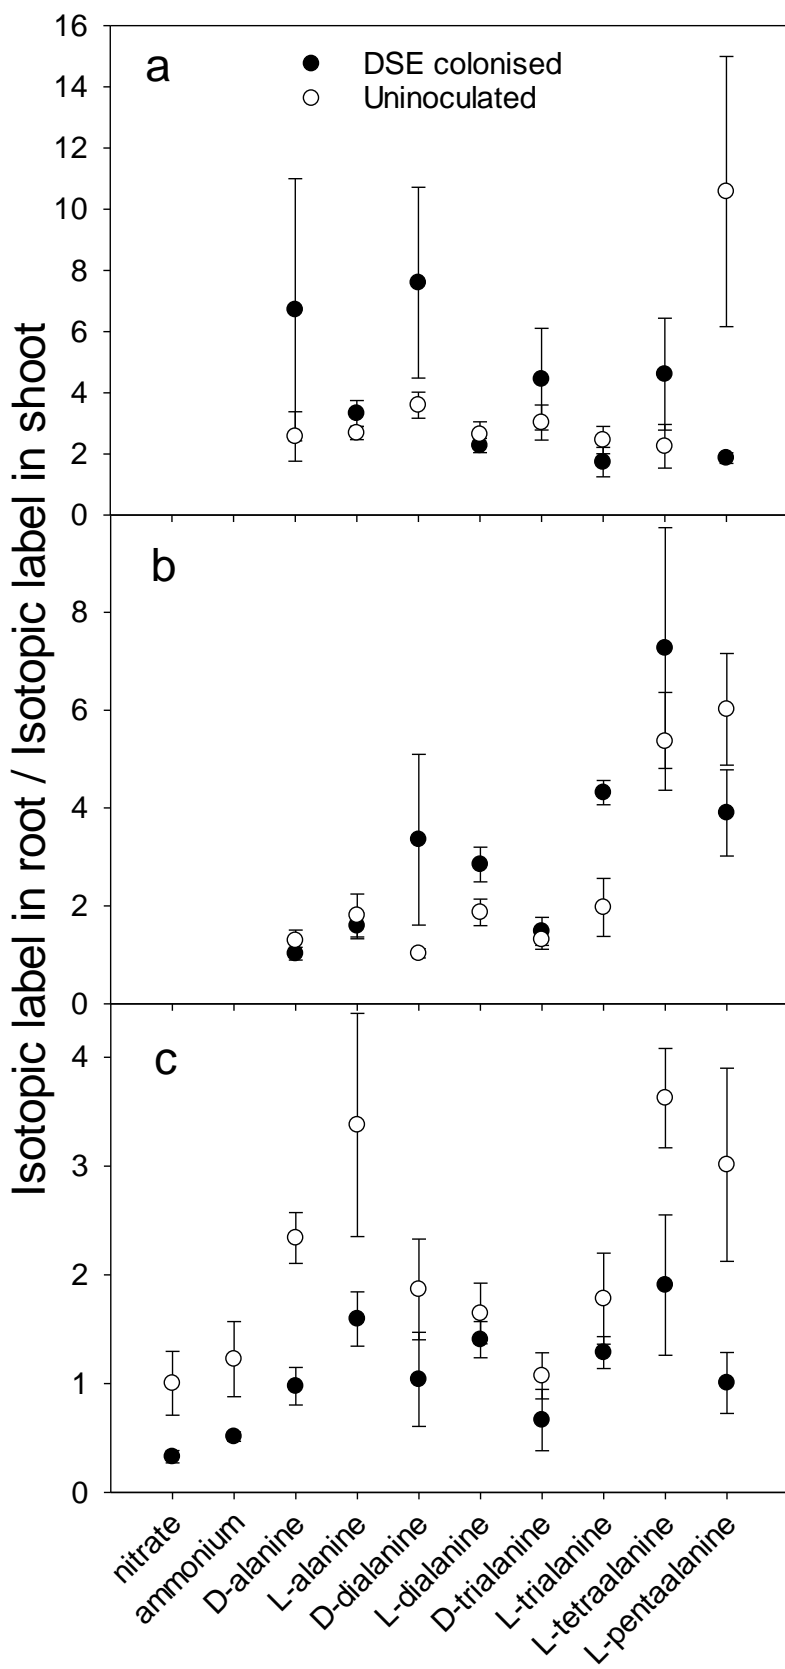 Isotopic label in root / Isotopic label in shoot
a
DSE colonised
Uninoculated
16
14
12
10
8
6
4
2
0
b
8
6
4
2
0
c
4
3
2
1
0
nitrate
ammonium
D-alanine
L-alanine
D-dialanine
L-dialanine
D-trialanine
L-trialanine
L-tetraalanine
L-pentaalanine